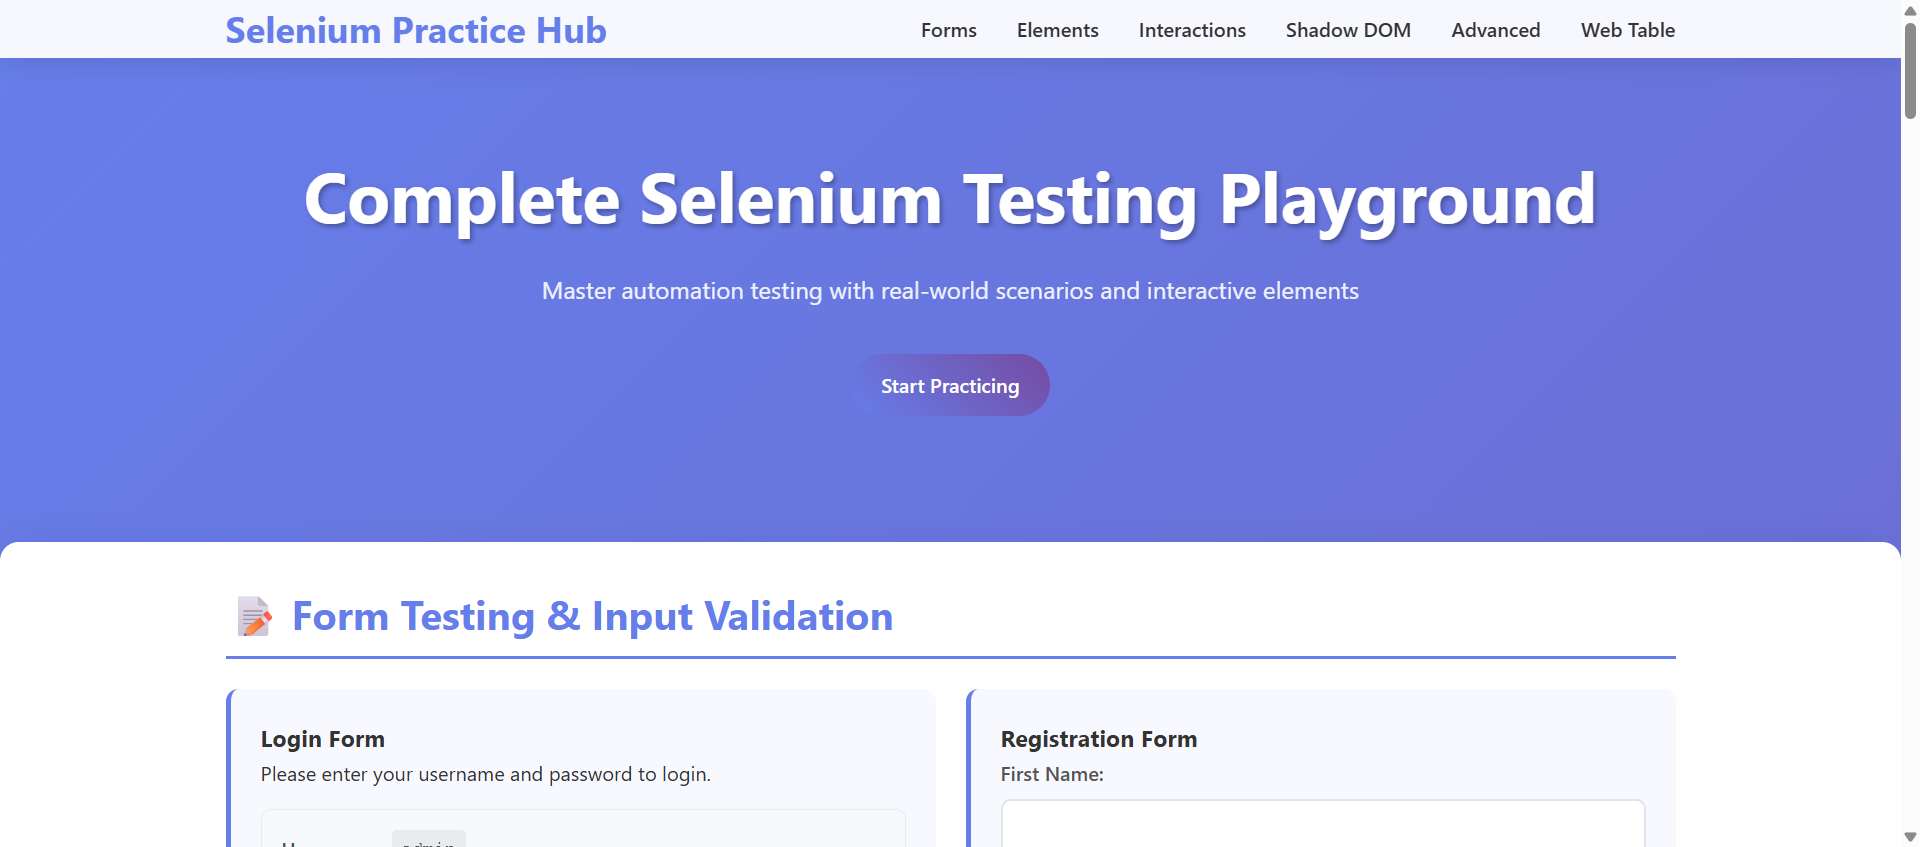 Selenium Practice Hub
Forms
Elements
Interactions
Shadow DOM
Advanced
Web Table
Complete Selenium Testing Playground
Master automation testing with real-world scenarios and interactive elements
Start Practicing
Form Testing & Input Validation
Login Form
Please enter your username and password to login.
Registration Form
First Name: